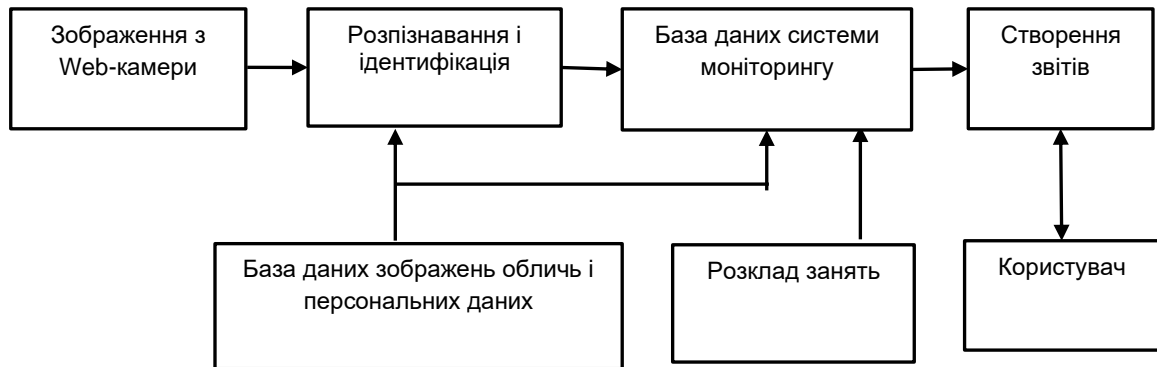 Зображення з
Web-камери
Розпізнавання і
ідентифікація
База даних системи
моніторингу
Створення
звітів
База даних зображень обличь і
персональних даних
Розклад занять
Користувач